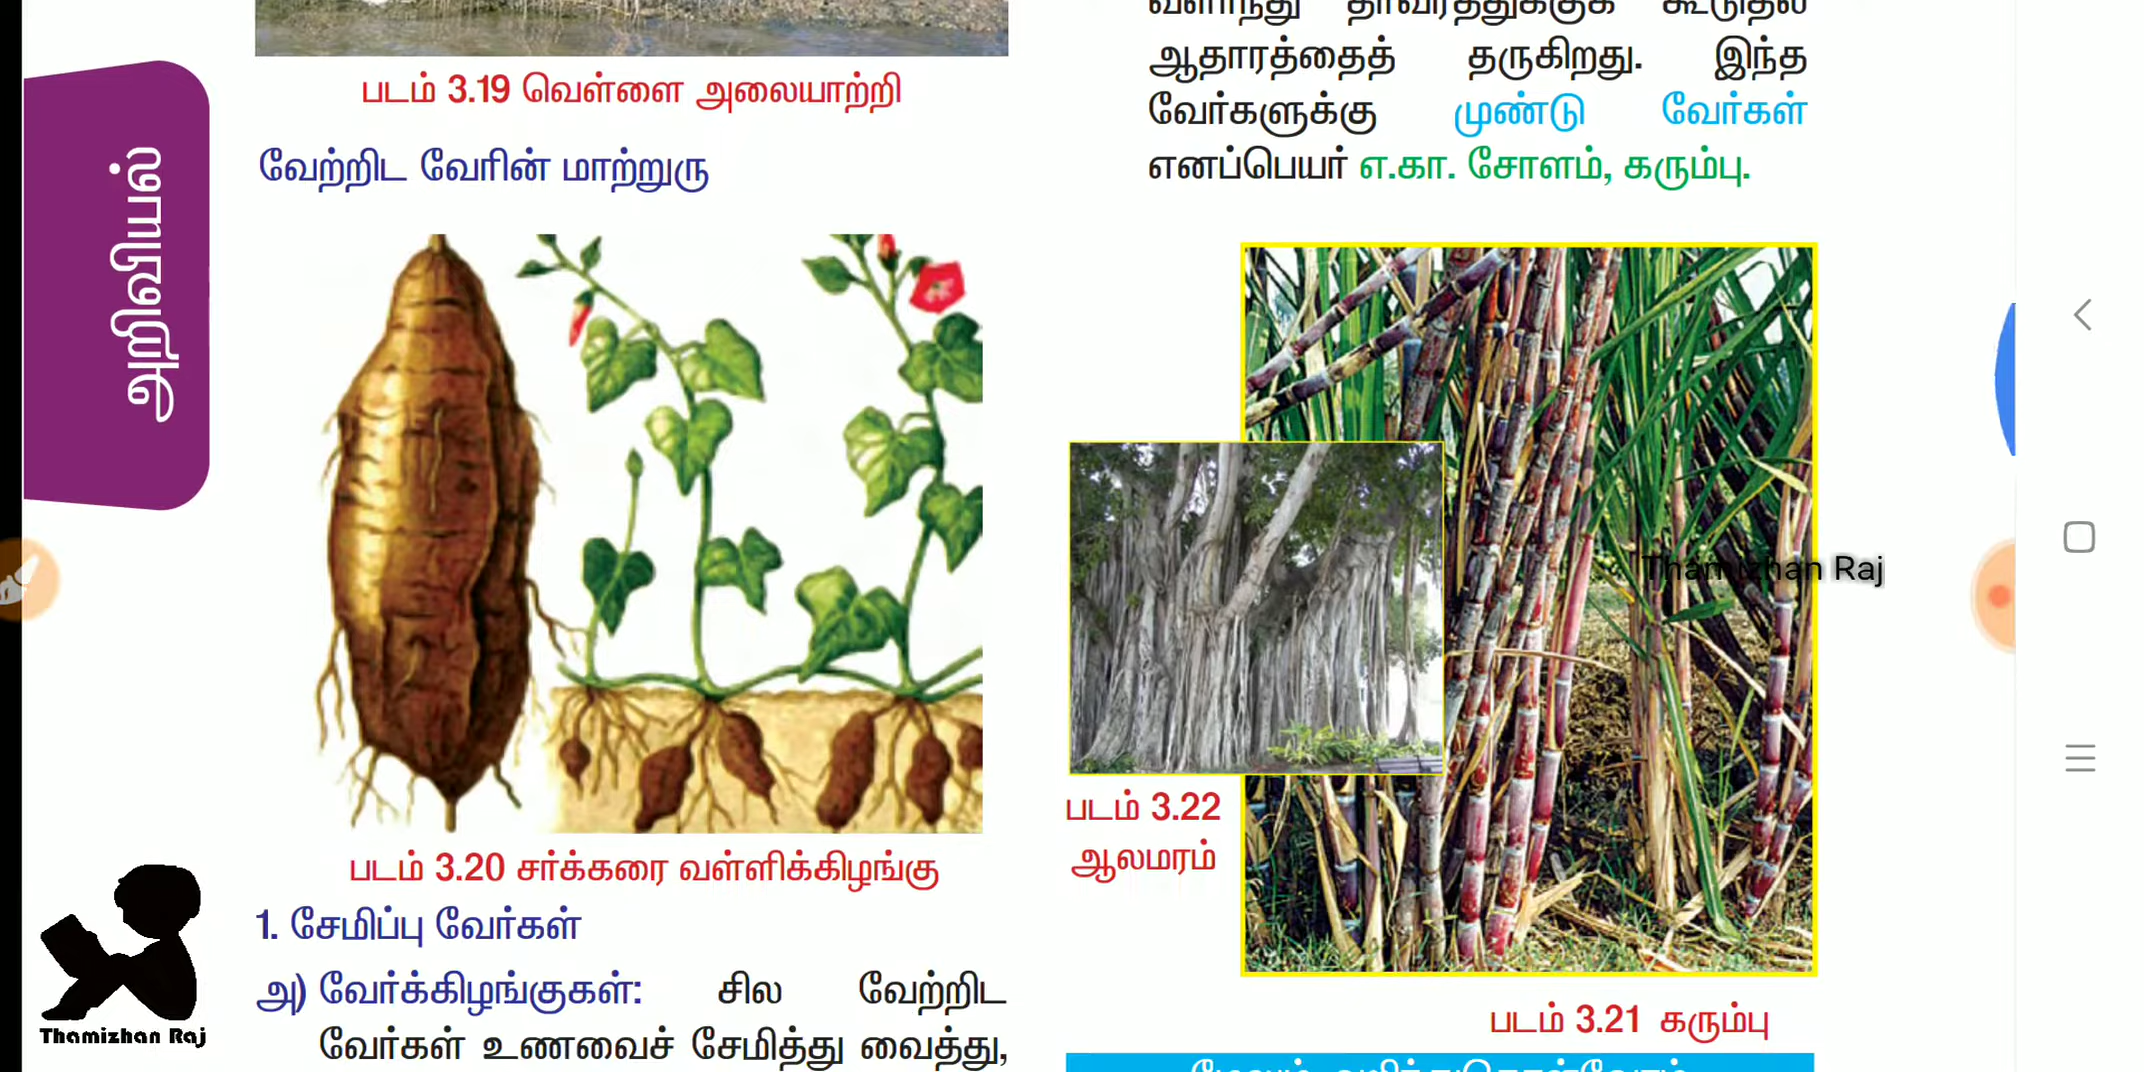 அறிவியல்
படம் 3.19 வெள்ளை அலையாற்றி
வேற்றிட வேரின் மாற்றுரு
படம் 3.20 சர்க்கரை வள்ளிக்கிழங்கு
1. சேமிப்பு வேர்கள்
அ) வேர்க்கிழங்குகள்: சில வேற்றிட
வேர்கள் உணவைச் சேமித்து வைத்து,
ஆதாரத்தைத் தருகிறது. இந்த
வேர்களுக்கு முண்டு வேர்கள்
எனப்பெயர் எ.கா. சோளம், கரும்பு.
Thamizhan Raj
படம் 3.22
ஆலமரம்
படம் 3.21 கரும்பு
Thamizhan Raj